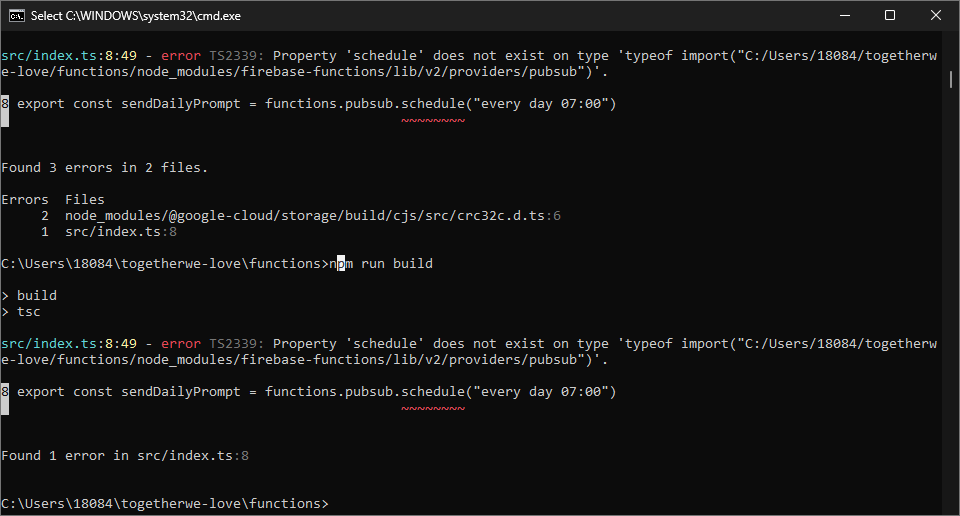 Select C:\WINDOWS\system32\cmd.exe
src/index.ts:8:49 - error TS2339: Property 'schedule' does not exist on type 'typeof import("C:/Users/18084/togetherw
e-love/functions/node_modules/firebase-functions/lib/v2/providers/pubsub")'.
8 export const sendDailyPrompt = functions.pubsub.schedule("every day 07:00")
~~~~~~~~
Found 3 errors in 2 files.
Errors  Files
     2  node_modules/@google-cloud/storage/build/cjs/src/crc32c.d.ts:6
     1  src/index.ts:8
C:\Users\18084\togetherwe-love\functions>npm run build
> build
> tsc
src/index.ts:8:49 - error TS2339: Property 'schedule' does not exist on type 'typeof import("C:/Users/18084/togetherw
e-love/functions/node_modules/firebase-functions/lib/v2/providers/pubsub")'.
8 export const sendDailyPrompt = functions.pubsub.schedule("every day 07:00")
~~~~~~~~
Found 1 error in src/index.ts:8
C:\Users\18084\togetherwe-love\functions>